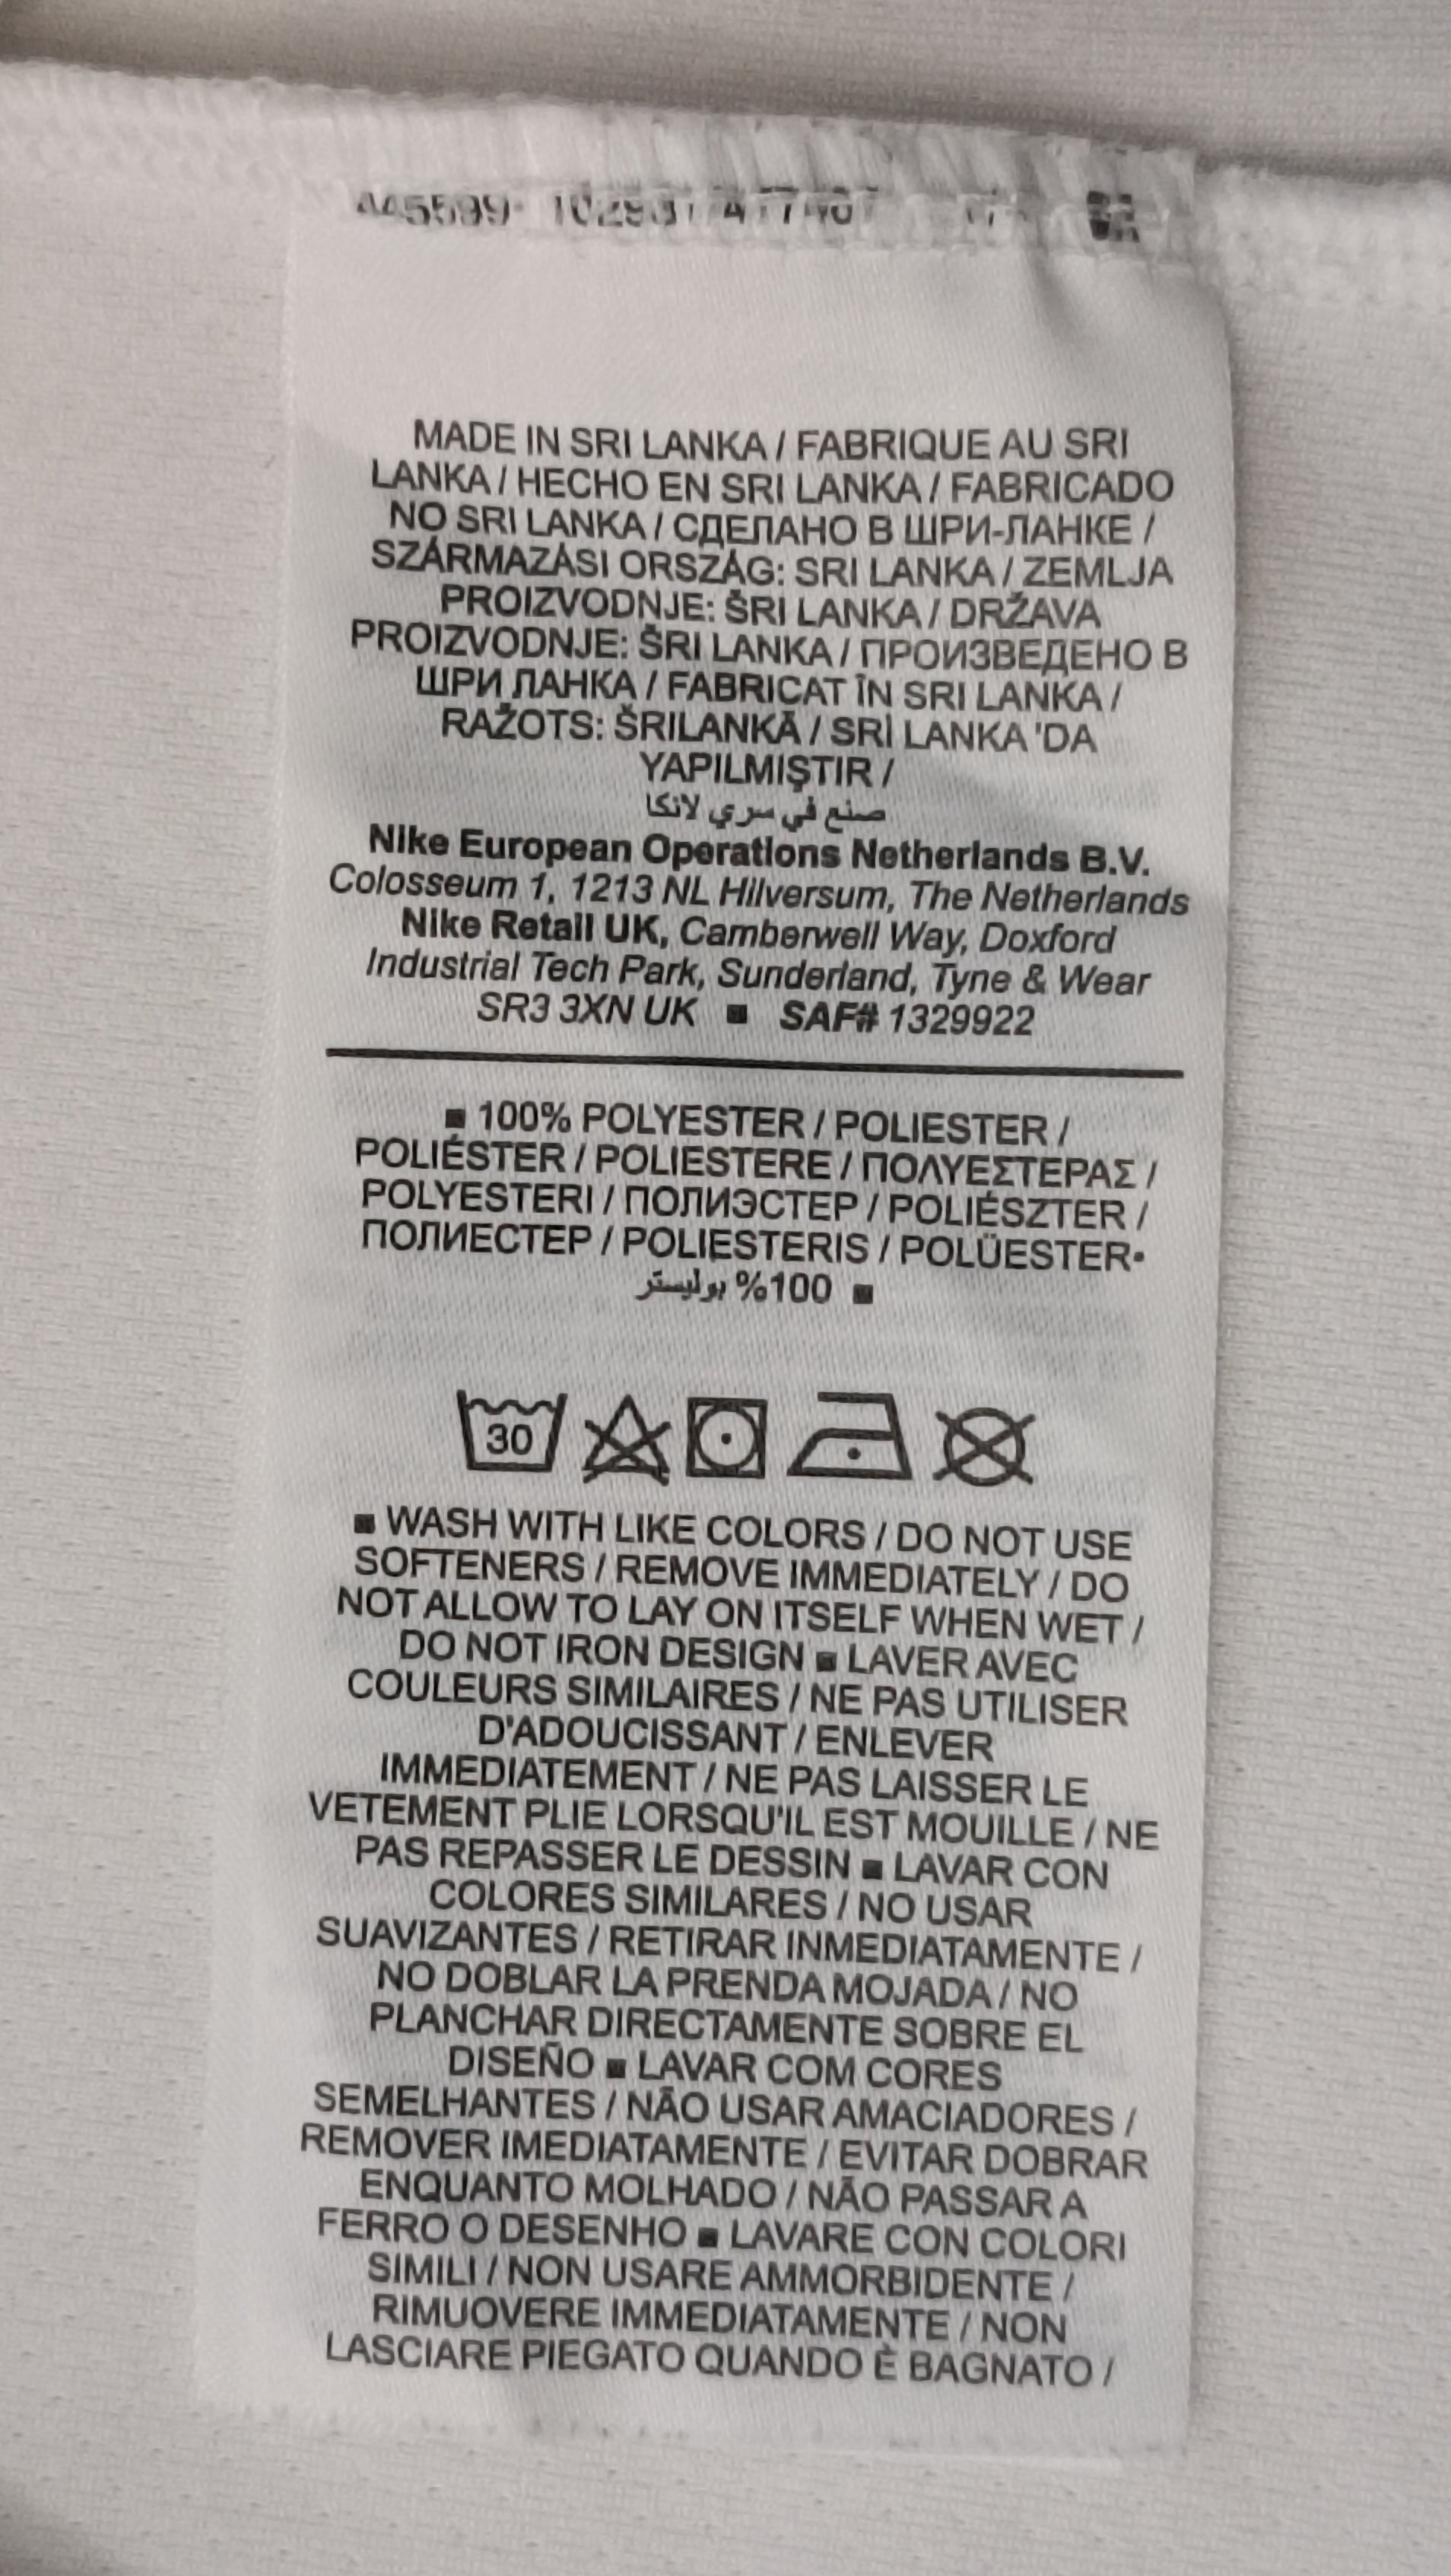 MADE IN SRI LANKA / FABRIQUE AU SRI
LANKA / HECHO EN SRI LANKA / FABRICADO
NO SRI LANKA / СДЕЛАНО В ШРИ-ЛАНКЕ /
SZÁRMAZÁSI ORSZÁG: SRI LANKA / ZEMLJA
PROIZVODNJE: ŠRI LANKA / DRŽAVA
PROIZVODNJE: ŠRI LANKA / ПРОИЗВЕДЕНО В
ШРИ ЛАНКА / FABRICAT ÎN SRI LANKA /
RAŽOTS: ŠRILANKĀ / SRİ LANKA 'DA
YAPILMIŞTIR /
صنع في سري لانكا
Nike European Operations Netherlands B.V.
Colosseum 1, 1213 NL Hilversum, The Netherlands
Nike Retail UK, Camberwell Way, Doxford
Industrial Tech Park, Sunderland, Tyne & Wear
SR3 3XN UK ■ SAF# 1329922
■ 100% POLYESTER / POLIESTER /
POLIÉSTER / POLIESTERE / ΠΟΛΥΕΣΤΕΡΑΣ /
POLYESTERI / ПОЛИЭСТЕР / POLIÉSZTER /
ПОЛИЕСТЕР / POLIESTERIS / POLÜESTER•
100% بوليستر ■
30
■ WASH WITH LIKE COLORS / DO NOT USE
SOFTENERS / REMOVE IMMEDIATELY / DO
NOT ALLOW TO LAY ON ITSELF WHEN WET /
DO NOT IRON DESIGN ■ LAVER AVEC
COULEURS SIMILAIRES / NE PAS UTILISER
D'ADOUCISSANT / ENLEVER
IMMEDIATEMENT / NE PAS LAISSER LE
VETEMENT PLIE LORSQU'IL EST MOUILLE / NE
PAS REPASSER LE DESSIN ■ LAVAR CON
COLORES SIMILARES / NO USAR
SUAVIZANTES / RETIRAR INMEDIATAMENTE /
NO DOBLAR LA PRENDA MOJADA / NO
PLANCHAR DIRECTAMENTE SOBRE EL
DISEÑO ■ LAVAR COM CORES
SEMELHANTES / NÃO USAR AMACIADORES /
REMOVER IMEDIATAMENTE / EVITAR DOBRAR
ENQUANTO MOLHADO / NÃO PASSAR A
FERRO O DESENHO ■ LAVARE CON COLORI
SIMILI / NON USARE AMMORBIDENTE /
RIMUOVERE IMMEDIATAMENTE / NON
LASCIARE PIEGATO QUANDO È BAGNATO /